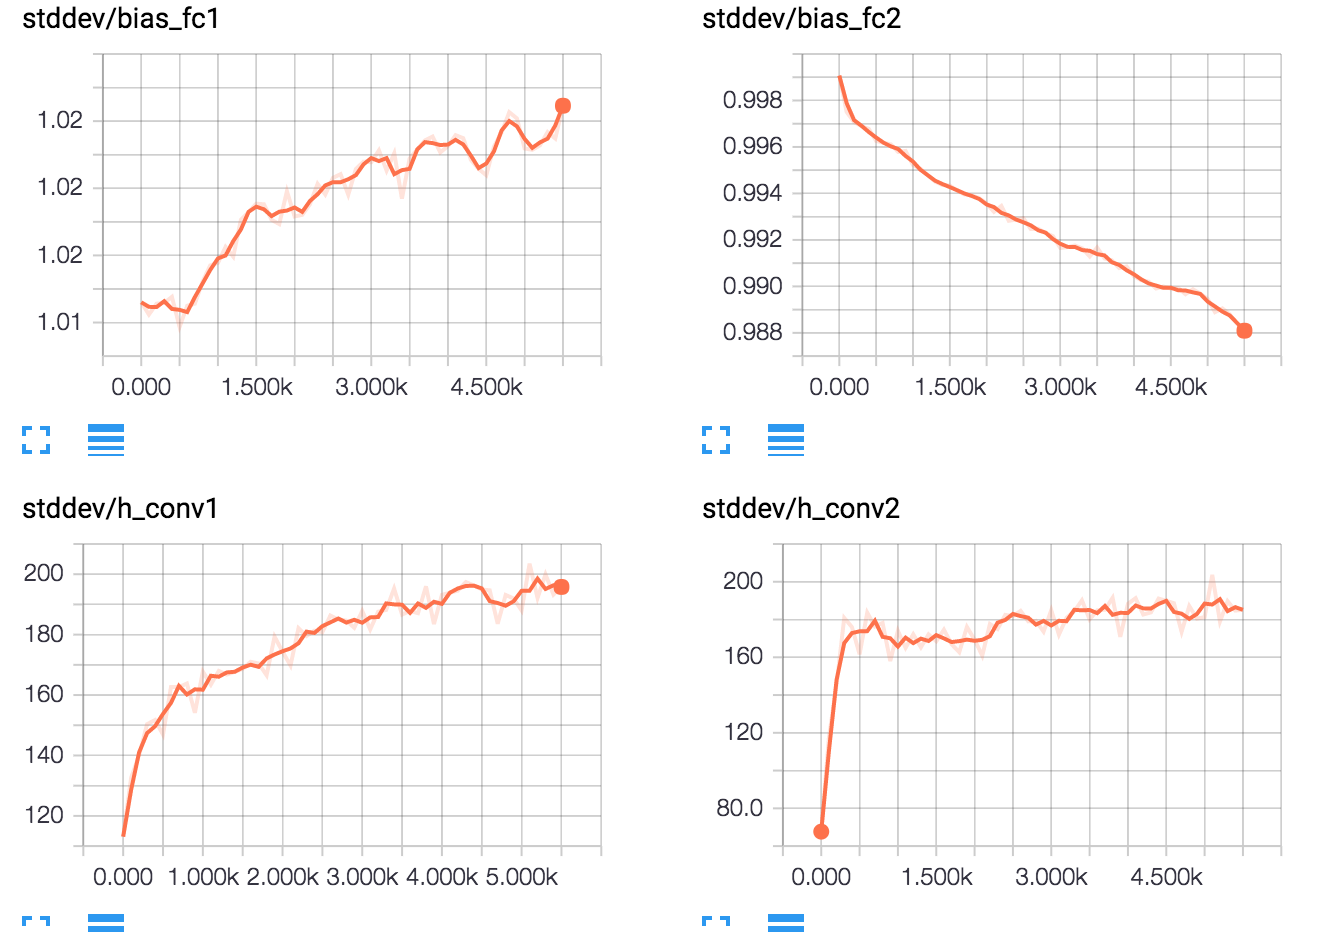 stddev/bias_fc1
1.02
1.02
1.02
1.01
0.000 1.500k 3.000k 4.500k
stddev/bias_fc2
0.998
0.996
0.994
0.992
0.990
0.988
0.000 1.500k 3.000k 4.500k
stddev/h_conv1
200
180
160
140
120
0.000 1.000k 2.000k 3.000k 4.000k 5.000k
stddev/h_conv2
200
160
120
80.0
0.000 1.500k 3.000k 4.500k